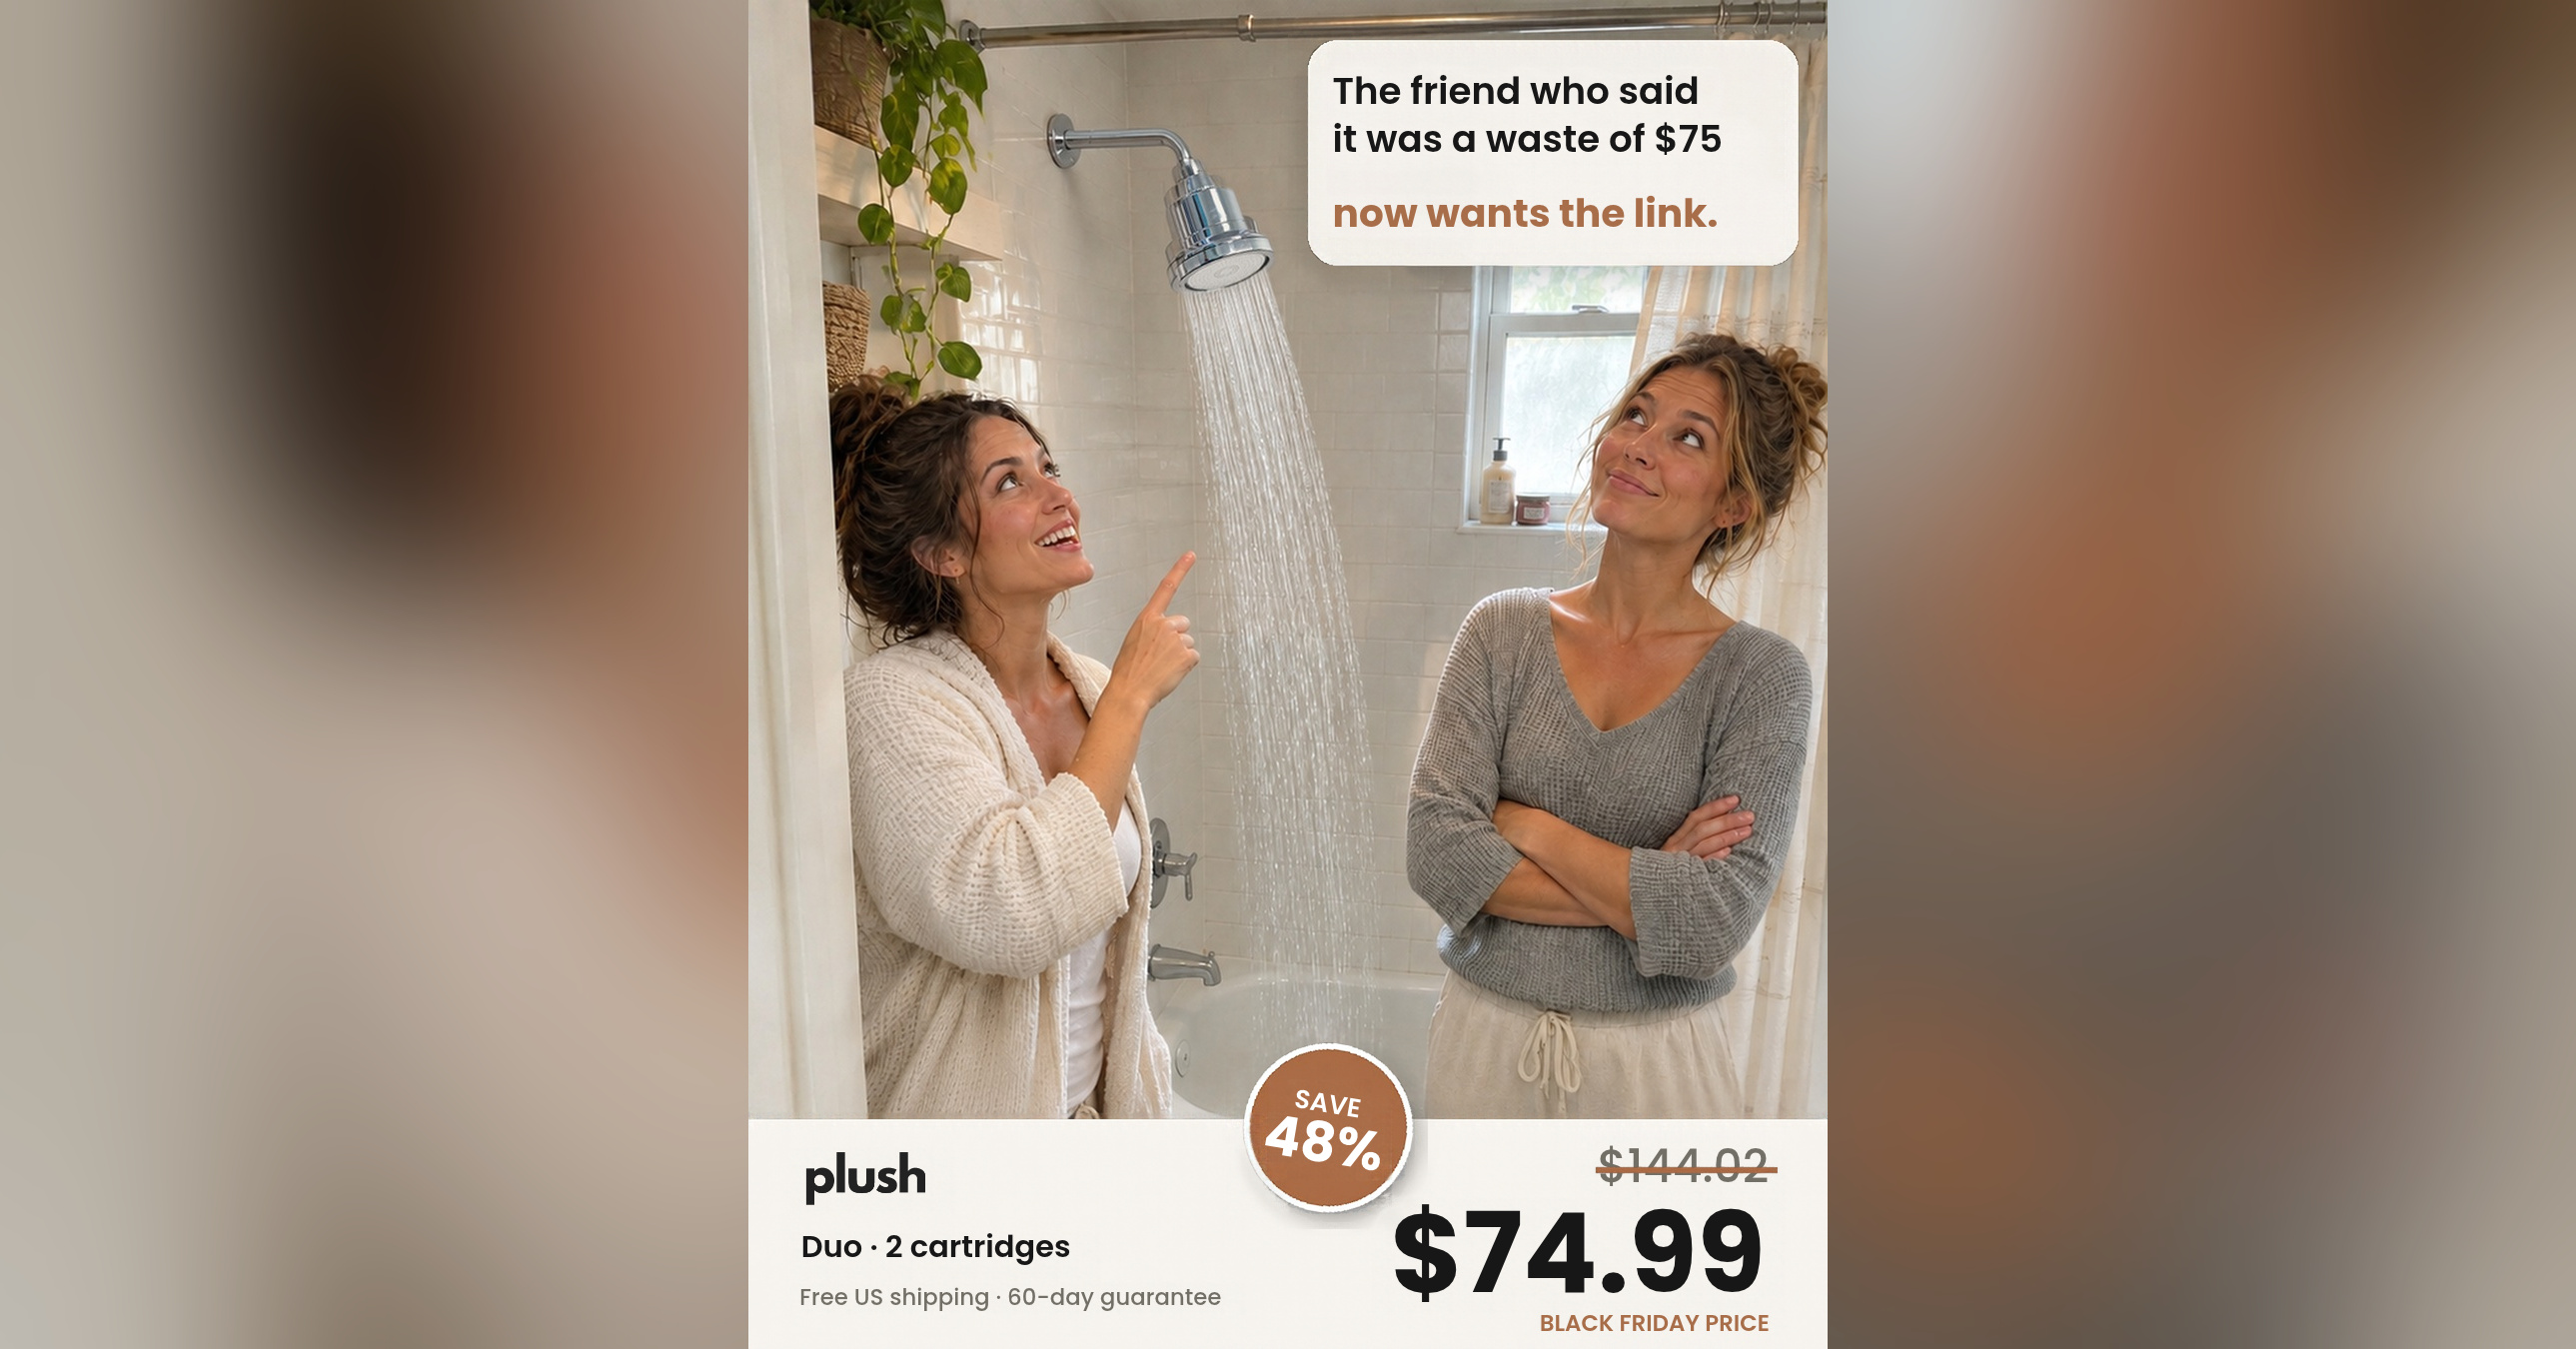 The friend who said
it was a waste of $75
now wants the link.
SAVE
48%
plush
Duo · 2 cartridges
Free US shipping · 60-day guarantee
$144.02
$74.99
BLACK FRIDAY PRICE